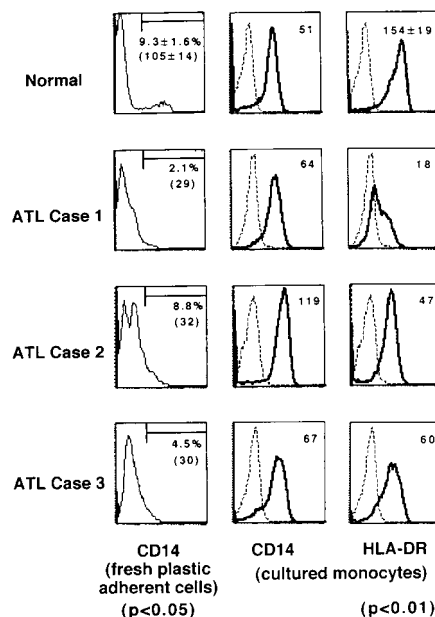 Normal
9.3±1.6%
(105±14)
51
154±19
ATL Case 1
2.1%
(29)
64
18
ATL Case 2
8.8%
(32)
119
47
ATL Case 3
4.5%
(30)
67
60
CD14
(fresh plastic
adherent cells)
(p<0.05)
CD14
HLA-DR
(cultured monocytes)
(p<0.01)